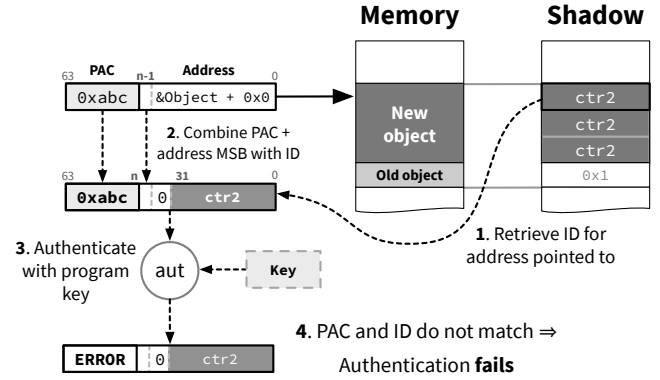 Memory Shadow
PAC Address
63 n-1 0
0xabc &Object + 0x0
New
object
Old object
ctr2
ctr2
ctr2
0x1
2. Combine PAC +
address MSB with ID
63 n 31 0
0xabc 0 ctr2
1. Retrieve ID for
address pointed to
3. Authenticate
with program
key
aut
Key
4. PAC and ID do not match ⇒
Authentication fails
ERROR 0 ctr2